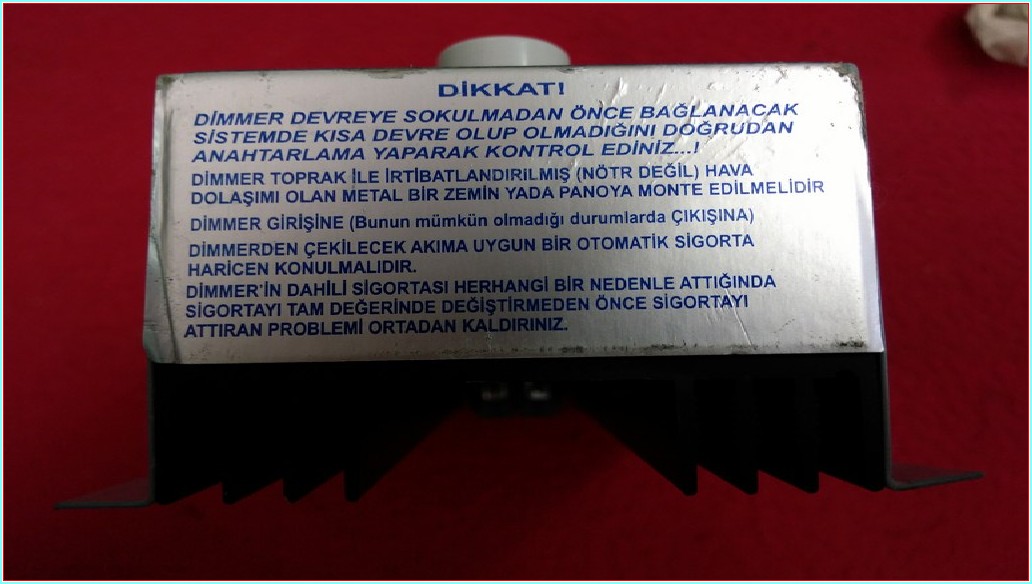 DİKKAT!
DİMMER DEVREYE SOKULMADAN ÖNCE BAĞLANACAK
SİSTEMDE KISA DEVRE OLUP OLMADIĞINI DOĞRUDAN
ANAHTARLAMA YAPARAK KONTROL EDİNİZ...!
DİMMER TOPRAK İLE İRTİBATLANDIRILMIŞ (NÖTR DEĞİL) HAVA
DOLAŞIMI OLAN METAL BİR ZEMİN YADA PANOYA MONTE EDİLMELİDİR
DİMMER GİRİŞİNE (Bunun mümkün olmadığı durumlarda ÇIKIŞINA)
DİMMERDEN ÇEKİLECEK AKIMA UYGUN BİR OTOMATİK SİGORTA
HARİCEN KONULMALIDIR.
DİMMER'İN DAHİLİ SİGORTASI HERHANGİ BİR NEDENLE ATTIĞINDA
SİGORTAYI TAM DEĞERİNDE DEĞİŞTİRMEDEN ÖNCE SİGORTAYI
ATTIRAN PROBLEMİ ORTADAN KALDIRINIZ.